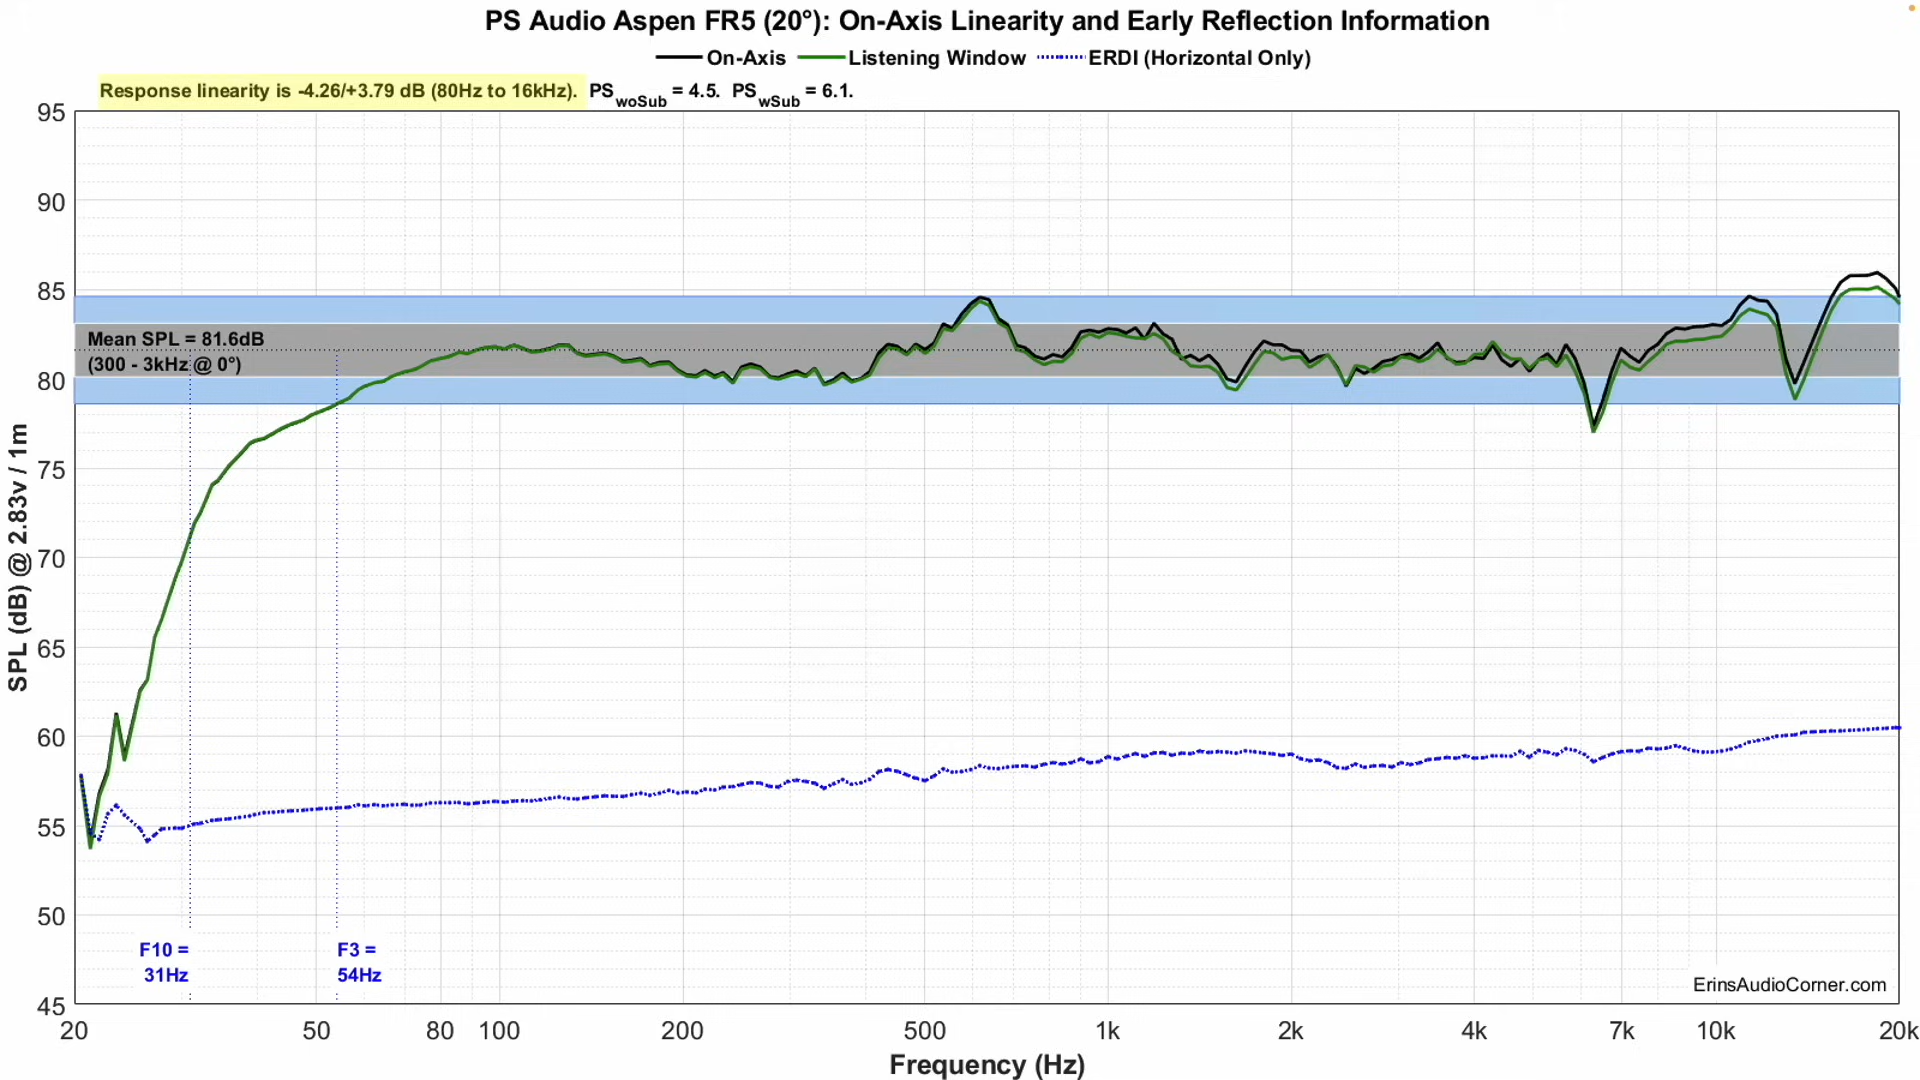 PS Audio Aspen FR5 (20°): On-Axis Linearity and Early Reflection Information
On-Axis Listening Window ERDI (Horizontal Only)
Response linearity is -4.26/+3.79 dB (80Hz to 16kHz). PSwoSub = 4.5. PSwSub = 6.1.
95
90
85
80
75
70
65
60
55
50
45
SPL (dB) @ 2.83v / 1m
Mean SPL = 81.6dB
(300 - 3kHz @ 0°)
F10 =
31Hz
F3 =
54Hz
ErinsAudioCorner.com
20 50 80 100 200 500 1k 2k 4k 7k 10k 20k
Frequency (Hz)